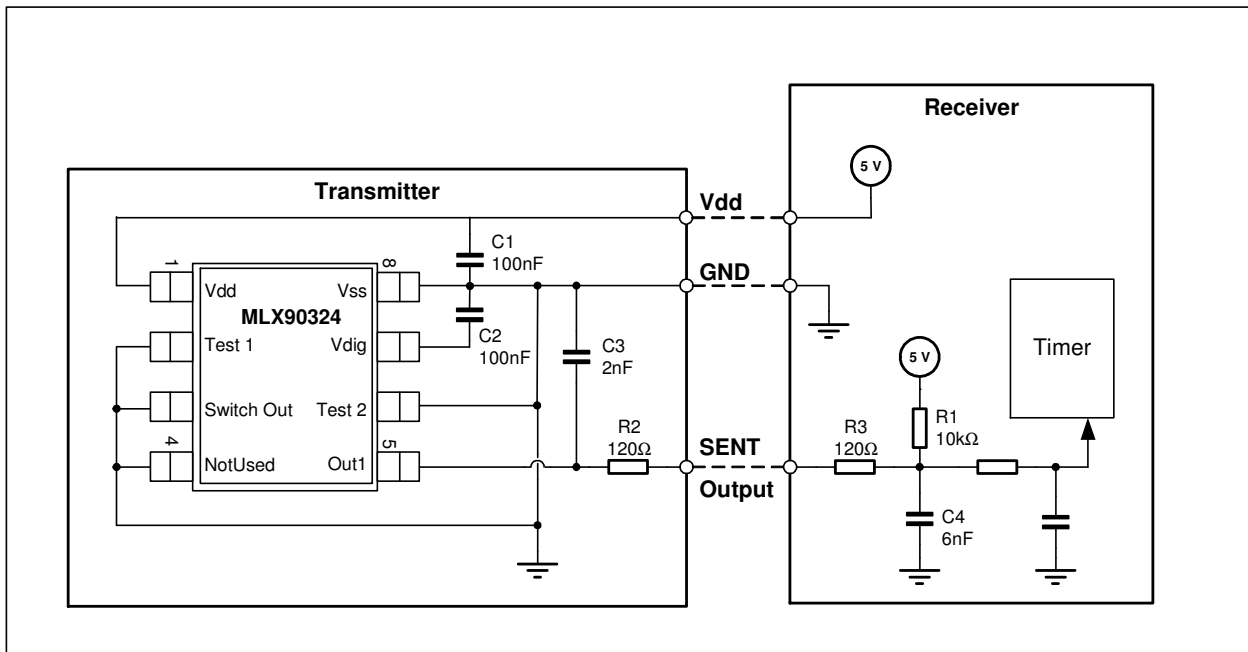 Receiver
5 V
Transmitter
Vdd
C1
100nF
GND
1
8
Vdd
Vss
MLX90324
Test 1
Vdig
C2
100nF
C3
2nF
5 V
Timer
Switch Out
Test 2
R2
120Ω
SENT
R3
120Ω
R1
10kΩ
4
5
NotUsed
Out1
Output
C4
6nF